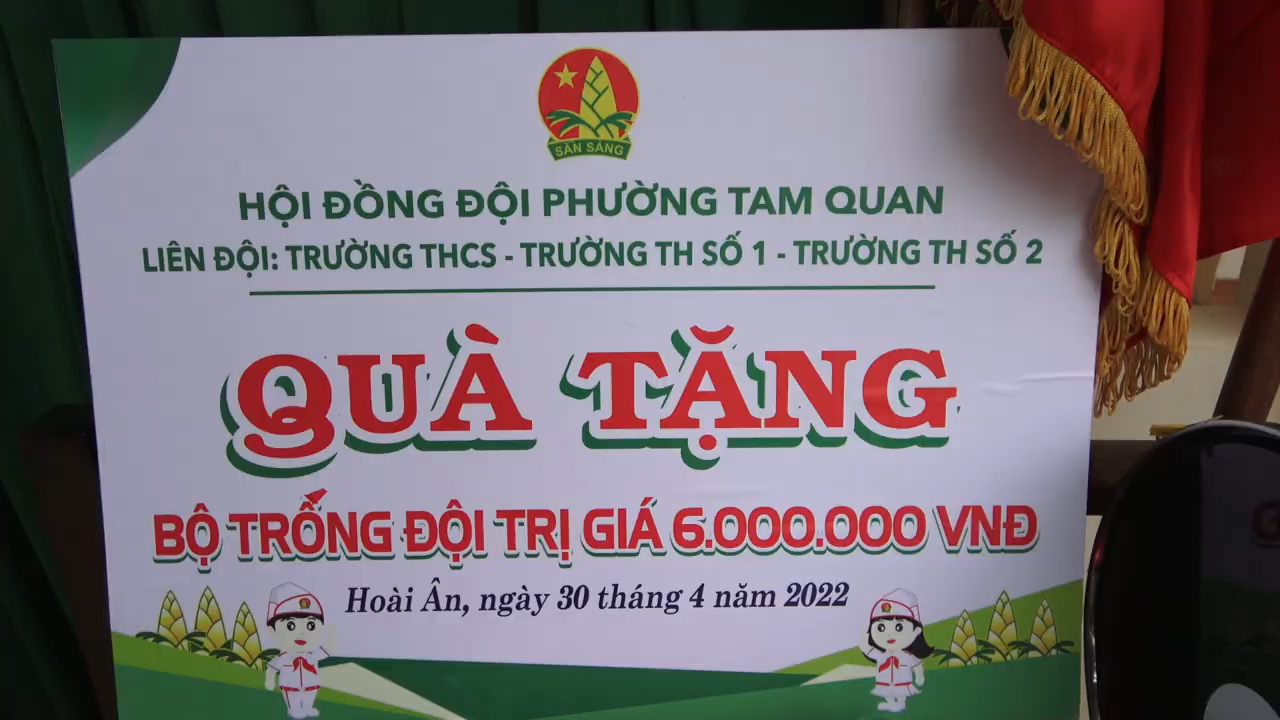 SẴN SÀNG
HỘI ĐỒNG ĐỘI PHƯỜNG TAM QUAN
LIÊN ĐỘI: TRƯỜNG THCS - TRƯỜNG TH SỐ 1 - TRƯỜNG TH SỐ 2
QUÀ TẶNG
BỘ TRỐNG ĐỘI TRỊ GIÁ 6.000.000 VNĐ
Hoài Ân, ngày 30 tháng 4 năm 2022